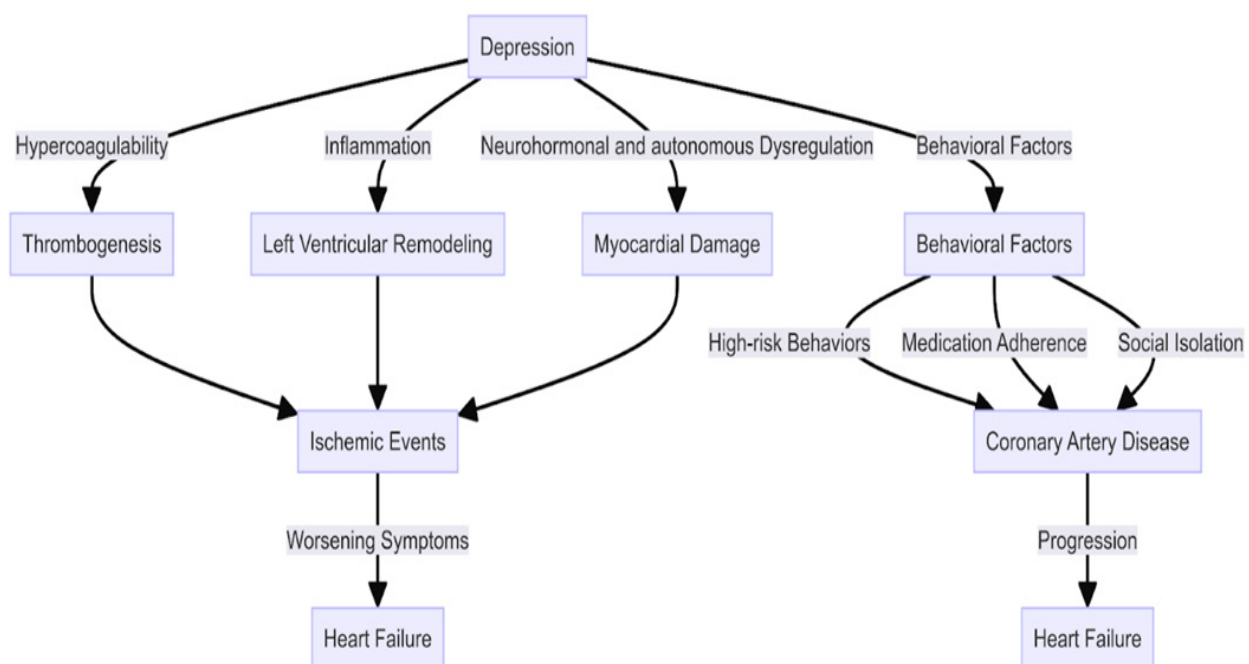 Depression
Hypercoagulability
Inflammation
Neurohormonal and autonomous Dysregulation
Behavioral Factors
Thrombogenesis
Left Ventricular Remodeling
Myocardial Damage
Behavioral Factors
High-risk Behaviors
Medication Adherence
Social Isolation
Ischemic Events
Coronary Artery Disease
Worsening Symptoms
Progression
Heart Failure
Heart Failure